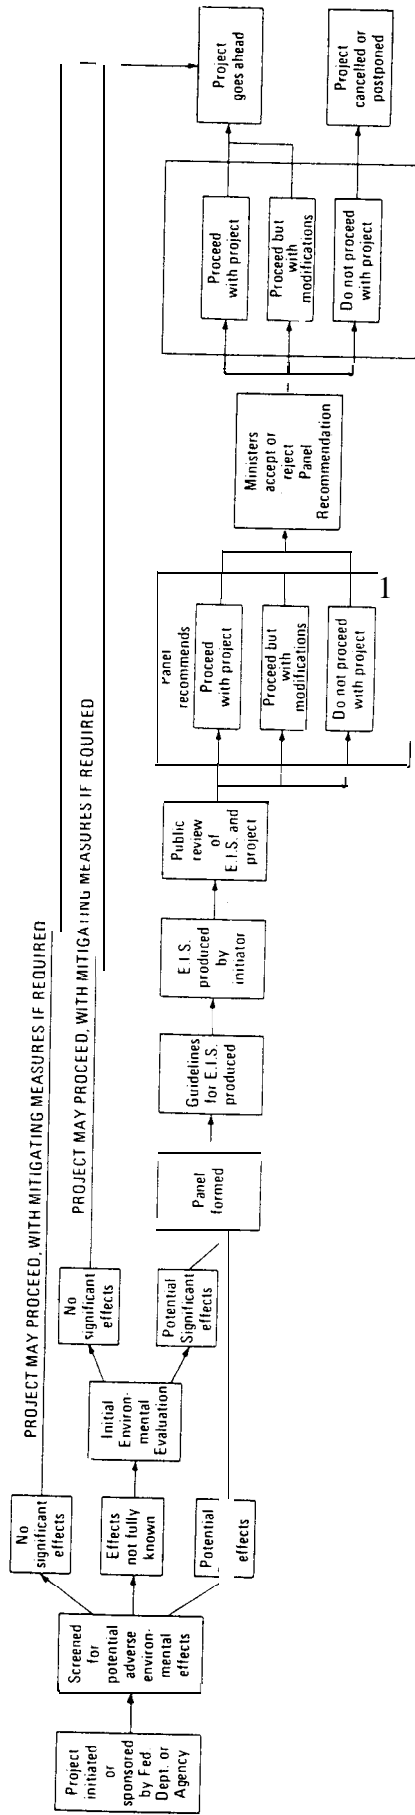 Project
initiated
or
sponsored
by Fed.
Dept. or
Agency
Screened
for
potential
adverse
environ-
mental
effects
No
significant
effects
PROJECT MAY PROCEED, WITH MITIGATING MEASURES IF REQUIRED
Effects
not fully
known
Potential
effects
Initial
Environ-
mental
Evaluation
No
significant
effects
PROJECT MAY PROCEED, WITH MITIGATING MEASURES IF REQUIRED
Potential
Significant
effects
Panel
formed
Guidelines
for E.I.S.
produced
E.I.S.
produced
by
initiator
Public
review
of
E.I.S. and
project
Panel
recommends
Proceed
with project
Proceed but
with
modifications
Do not proceed
with project
1
Ministers
accept or
reject
Panel
Recommendation
Proceed
with project
Proceed but
with
modifications
Do not proceed
with project
Project
goes ahead
Project
cancelled or
postponed